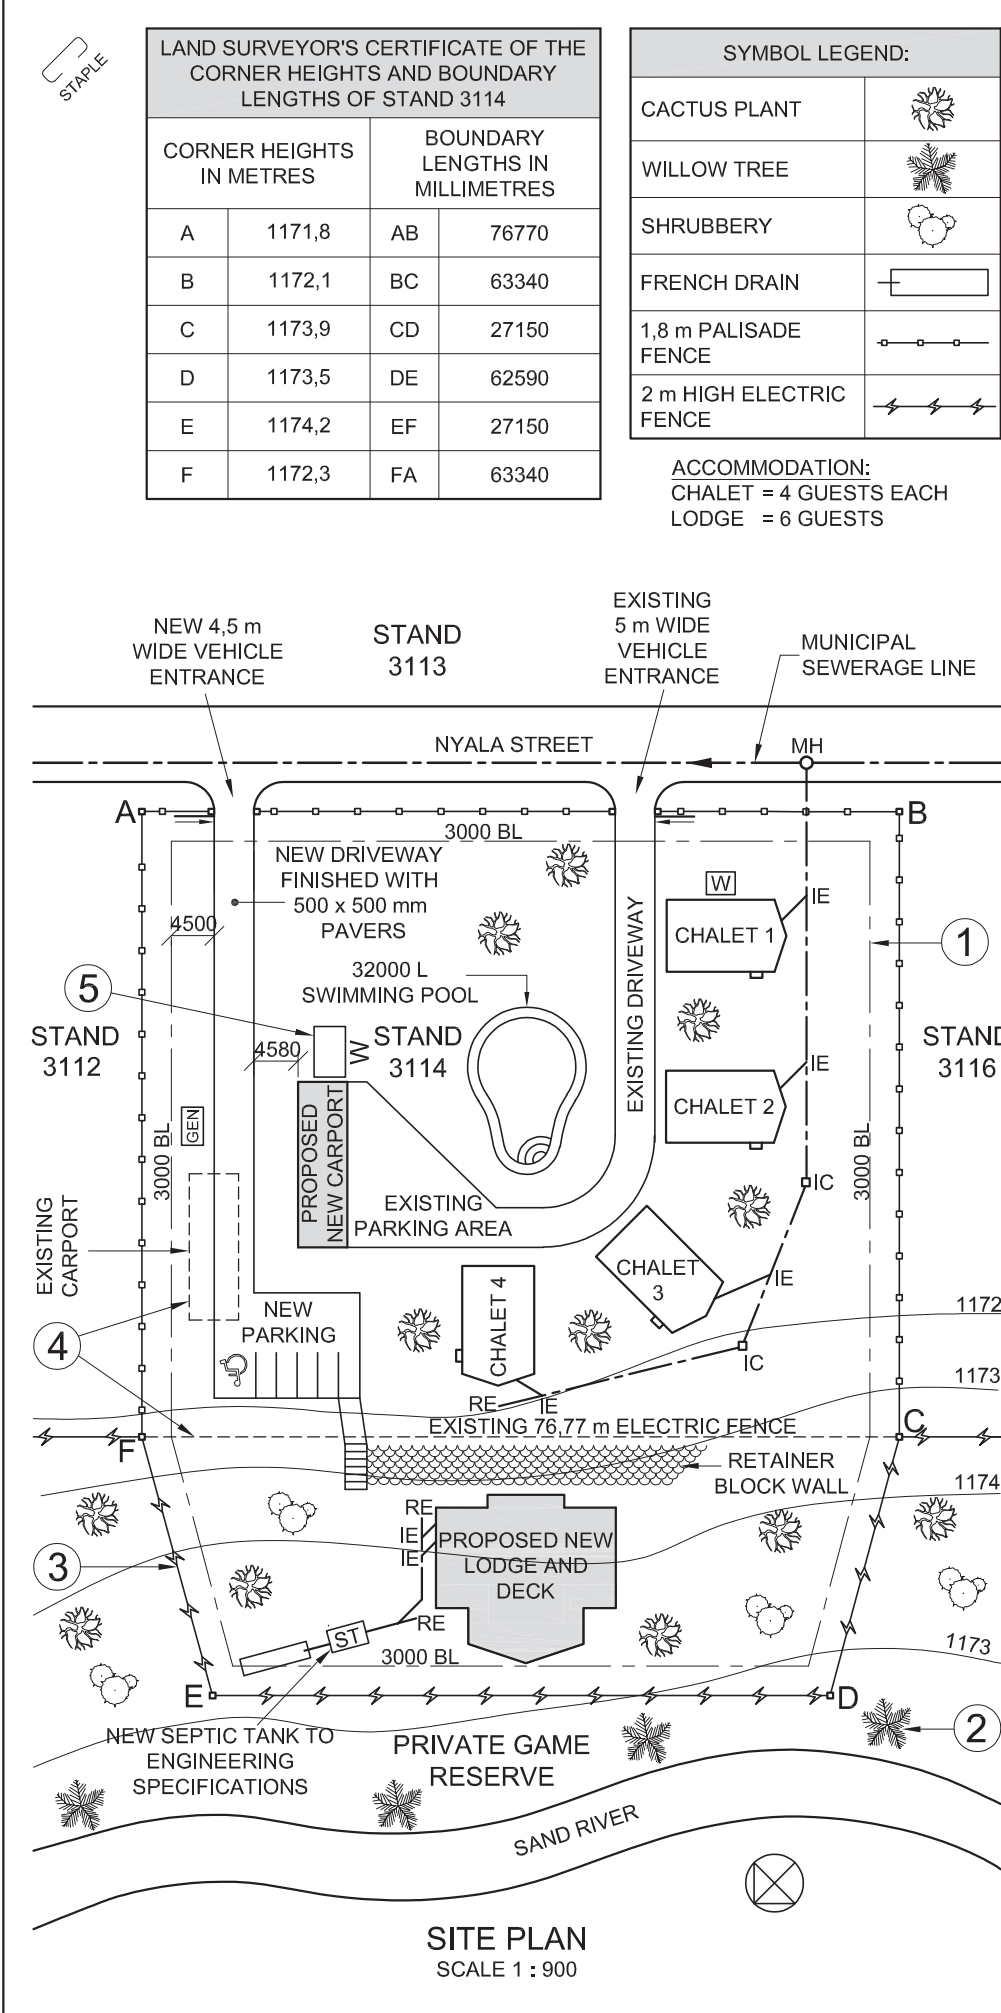 STAPLE
LAND SURVEYOR'S CERTIFICATE OF THE
CORNER HEIGHTS AND BOUNDARY
LENGTHS OF STAND 3114
CORNER HEIGHTS
IN METRES
BOUNDARY
LENGTHS IN
MILLIMETRES
A 1171,8 AB 76770
B 1172,1 BC 63340
C 1173,9 CD 27150
D 1173,5 DE 62590
E 1174,2 EF 27150
F 1172,3 FA 63340
SYMBOL LEGEND:
CACTUS PLANT
WILLOW TREE
SHRUBBERY
FRENCH DRAIN
1,8 m PALISADE
FENCE
2 m HIGH ELECTRIC
FENCE
ACCOMMODATION:
CHALET = 4 GUESTS EACH
LODGE = 6 GUESTS
NEW 4,5 m
WIDE VEHICLE
ENTRANCE
STAND
3113
EXISTING
5 m WIDE
VEHICLE
ENTRANCE
MUNICIPAL
SEWERAGE LINE
NYALA STREET
MH
A
B
3000 BL
NEW DRIVEWAY
FINISHED WITH
500 x 500 mm
PAVERS
4500
W
IE
CHALET 1
1
EXISTING DRIVEWAY
32000 L
SWIMMING POOL
5
STAND
3112
4580
W
STAND
3114
IE
STAND
3116
CHALET 2
GEN
PROPOSED
NEW CARPORT
3000 BL
3000 BL
IC
EXISTING
PARKING AREA
EXISTING
CARPORT
CHALET
3
IE
CHALET 4
NEW
PARKING
1172
4
IC
1173
RE
IE
EXISTING 76,77 m ELECTRIC FENCE
C
F
RETAINER
BLOCK WALL
1174
RE
IE
IE
PROPOSED NEW
LODGE AND
DECK
3
RE
ST
3000 BL
1173
E
D
NEW SEPTIC TANK TO
ENGINEERING
SPECIFICATIONS
PRIVATE GAME
RESERVE
2
SAND RIVER
SITE PLAN
SCALE 1 : 900